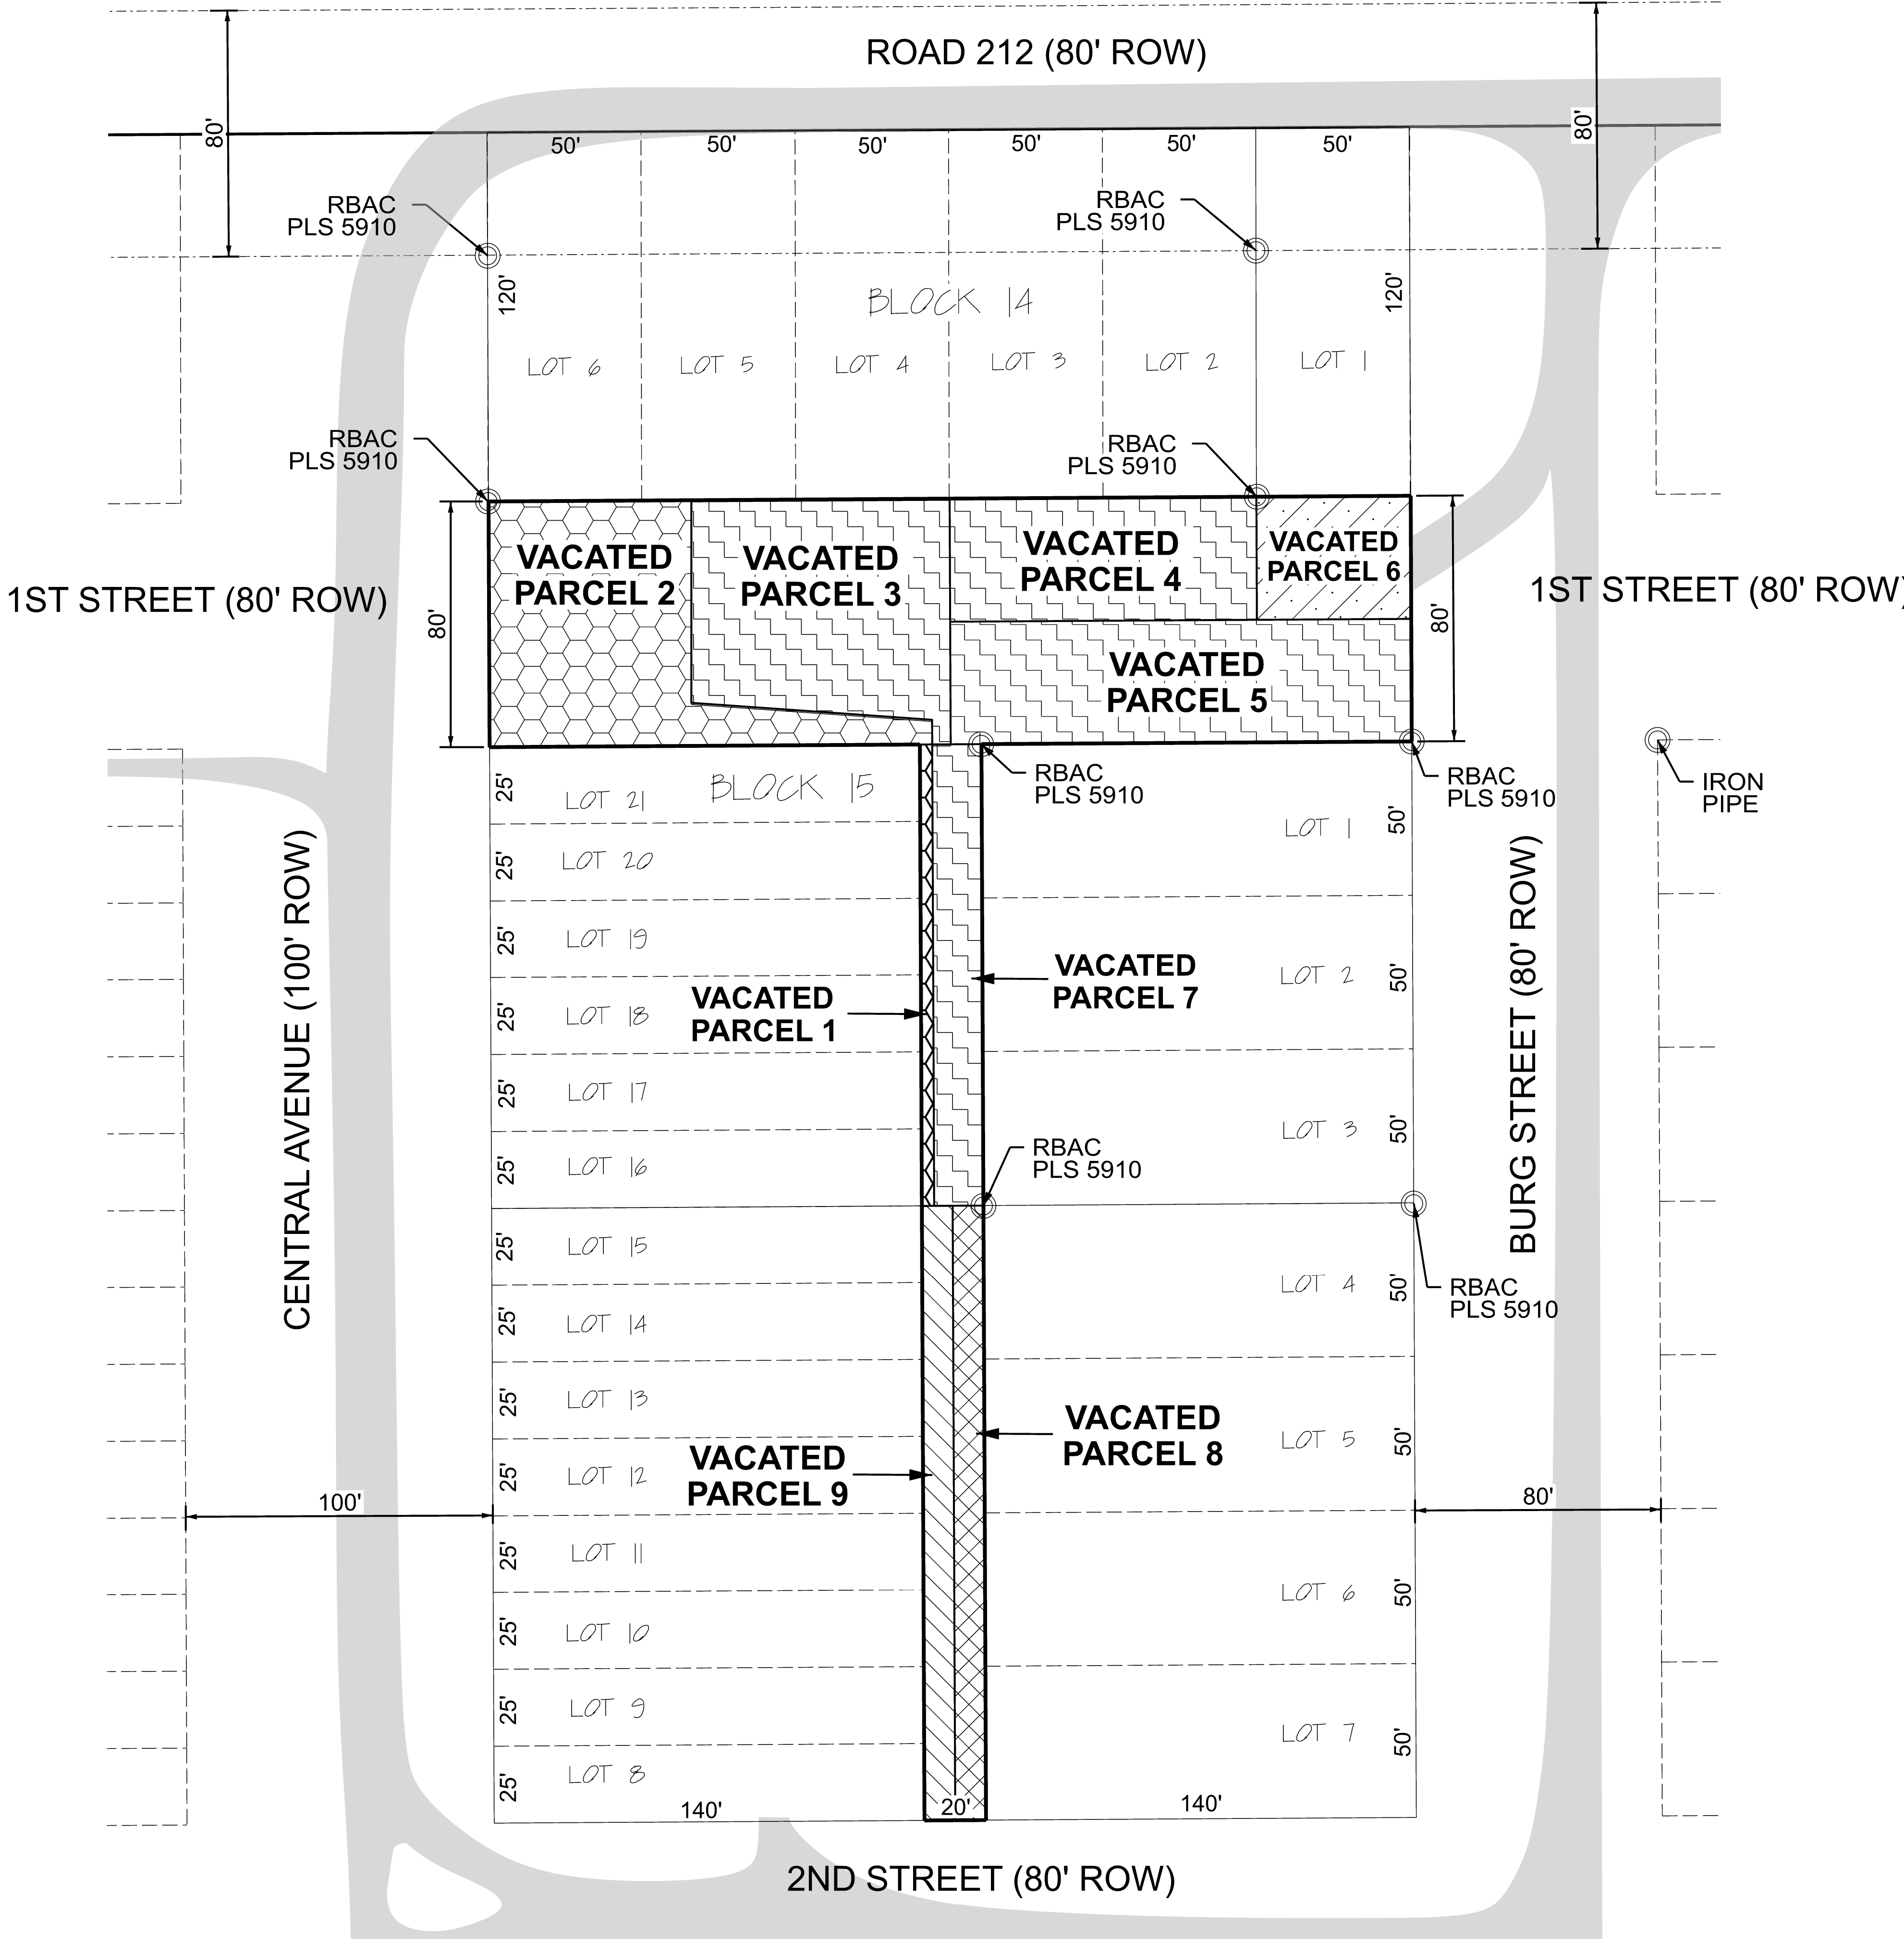 ROAD 212 (80' ROW)
80'
80'
50'
50'
50'
50'
50'
50'
RBAC
PLS 5910
RBAC
PLS 5910
120'
120'
BLOCK 14
LOT 6
LOT 5
LOT 4
LOT 3
LOT 2
LOT 1
RBAC
PLS 5910
RBAC
PLS 5910
1ST STREET (80' ROW)
80'
VACATED
PARCEL 2
VACATED
PARCEL 3
VACATED
PARCEL 4
VACATED
PARCEL 6
VACATED
PARCEL 5
80'
1ST STREET (80' ROW)
RBAC
PLS 5910
RBAC
PLS 5910
IRON
PIPE
BLOCK 15
25'
LOT 21
25'
LOT 20
25'
LOT 19
25'
LOT 18
25'
LOT 17
25'
LOT 16
25'
LOT 15
25'
LOT 14
25'
LOT 13
25'
LOT 12
25'
LOT 11
25'
LOT 10
25'
LOT 9
25'
LOT 8
CENTRAL AVENUE (100' ROW)
100'
VACATED
PARCEL 1
VACATED
PARCEL 7
RBAC
PLS 5910
VACATED
PARCEL 9
VACATED
PARCEL 8
LOT 1
50'
LOT 2
50'
LOT 3
50'
LOT 4
50'
LOT 5
50'
LOT 6
50'
LOT 7
50'
RBAC
PLS 5910
BURG STREET (80' ROW)
80'
140'
20'
140'
2ND STREET (80' ROW)